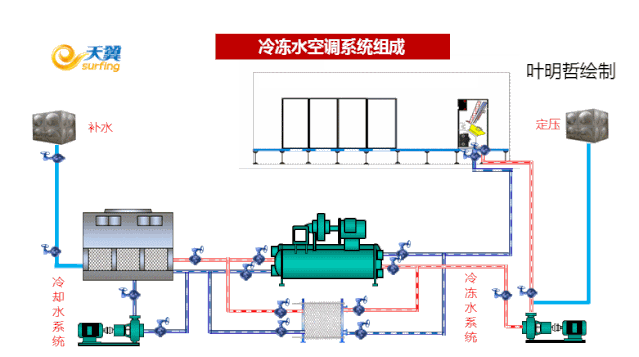 冷冻水空调系统组成
天翼
surfing
叶明哲绘制
补水
定压
冷却水系统
冷冻水系统